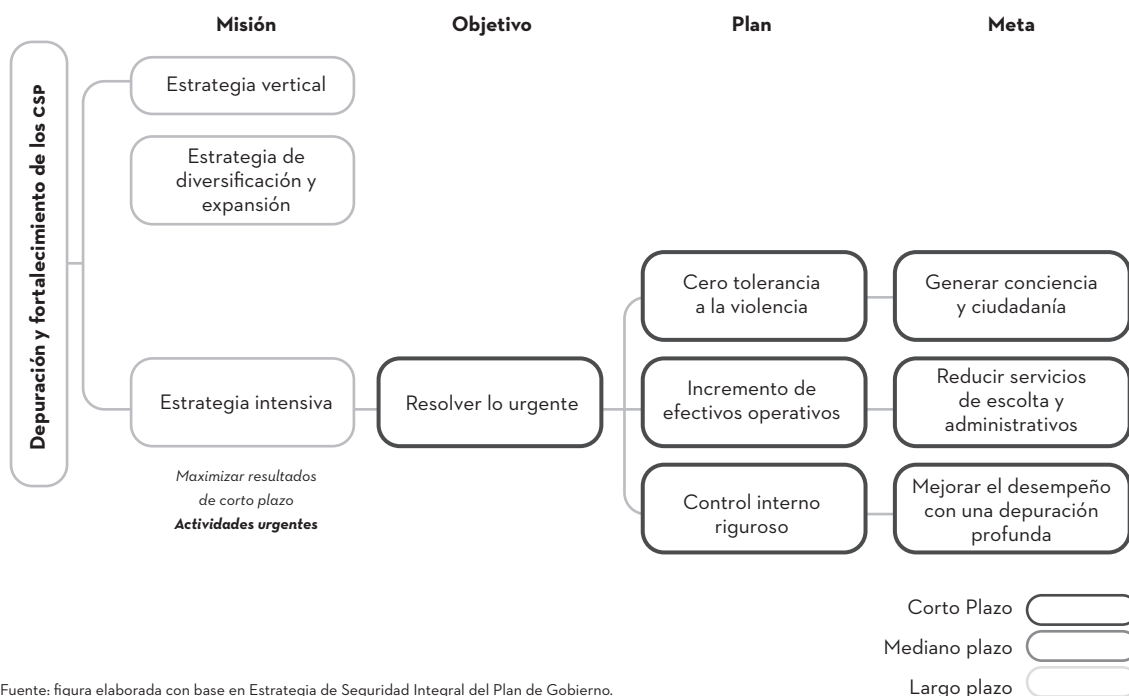 Misión
Objetivo
Plan
Meta
Depuración y fortalecimiento de los CSP
Estrategia vertical
Estrategia de
diversificación y
expansión
Estrategia intensiva
Maximizar resultados
de corto plazo
Actividades urgentes
Resolver lo urgente
Cero tolerancia
a la violencia
Generar conciencia
y ciudadanía
Incremento de
efectivos operativos
Reducir servicios
de escolta y
administrativos
Control interno
riguroso
Mejorar el desempeño
con una depuración
profunda
Corto Plazo
Mediano plazo
Largo plazo
Fuente: figura elaborada con base en Estrategia de Seguridad Integral del Plan de Gobierno.